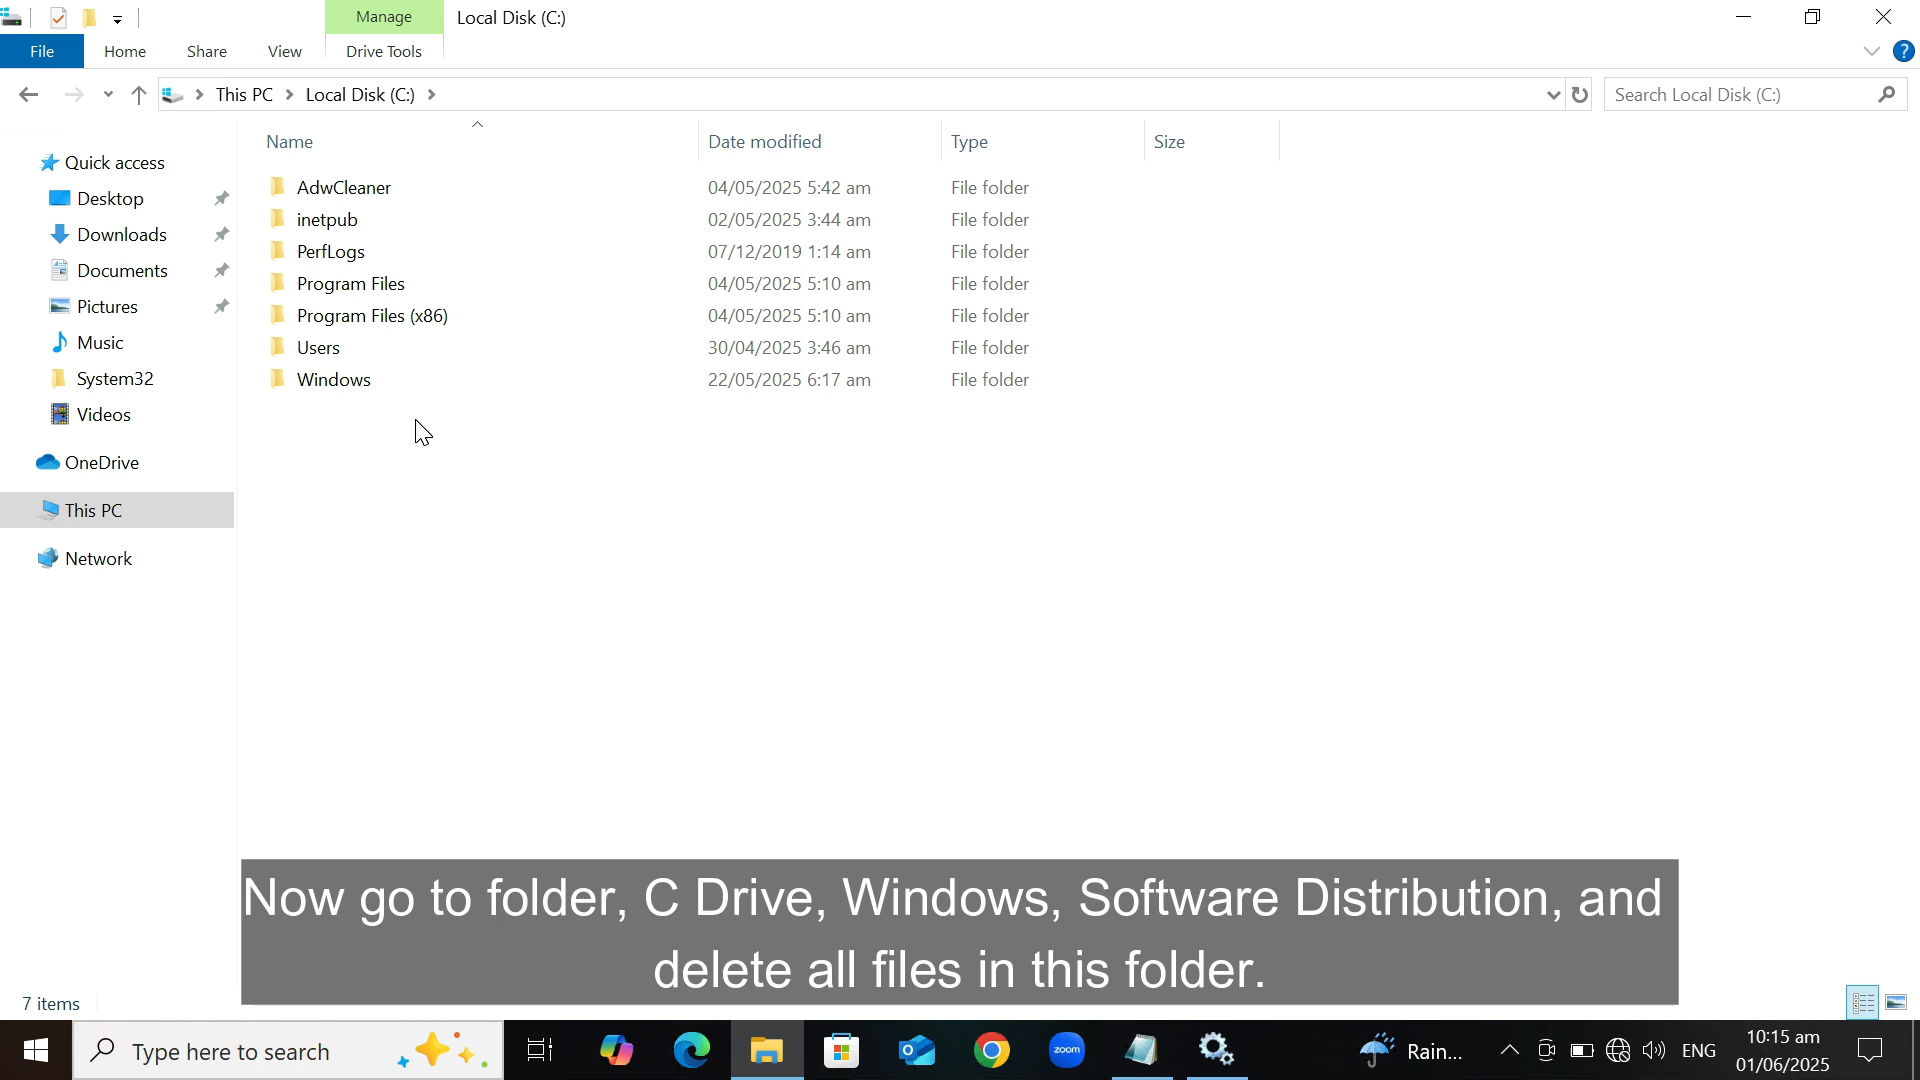 Manage
Local Disk (C:)
File
Home
Share
View
Drive Tools
?
This PC
Local Disk (C:)
Search Local Disk (C:)
Name
Date modified
Type
Size
Quick access
Desktop
Downloads
Documents
Pictures
Music
System32
Videos
OneDrive
This PC
Network
AdwCleaner 04/05/2025 5:42 am File folder
inetpub 02/05/2025 3:44 am File folder
PerfLogs 07/12/2019 1:14 am File folder
Program Files 04/05/2025 5:10 am File folder
Program Files (x86) 04/05/2025 5:10 am File folder
Users 30/04/2025 3:46 am File folder
Windows 22/05/2025 6:17 am File folder
Now go to folder, C Drive, Windows, Software Distribution, and
delete all files in this folder.
7 items
Type here to search
zoom
Rain...
ENG
10:15 am
01/06/2025